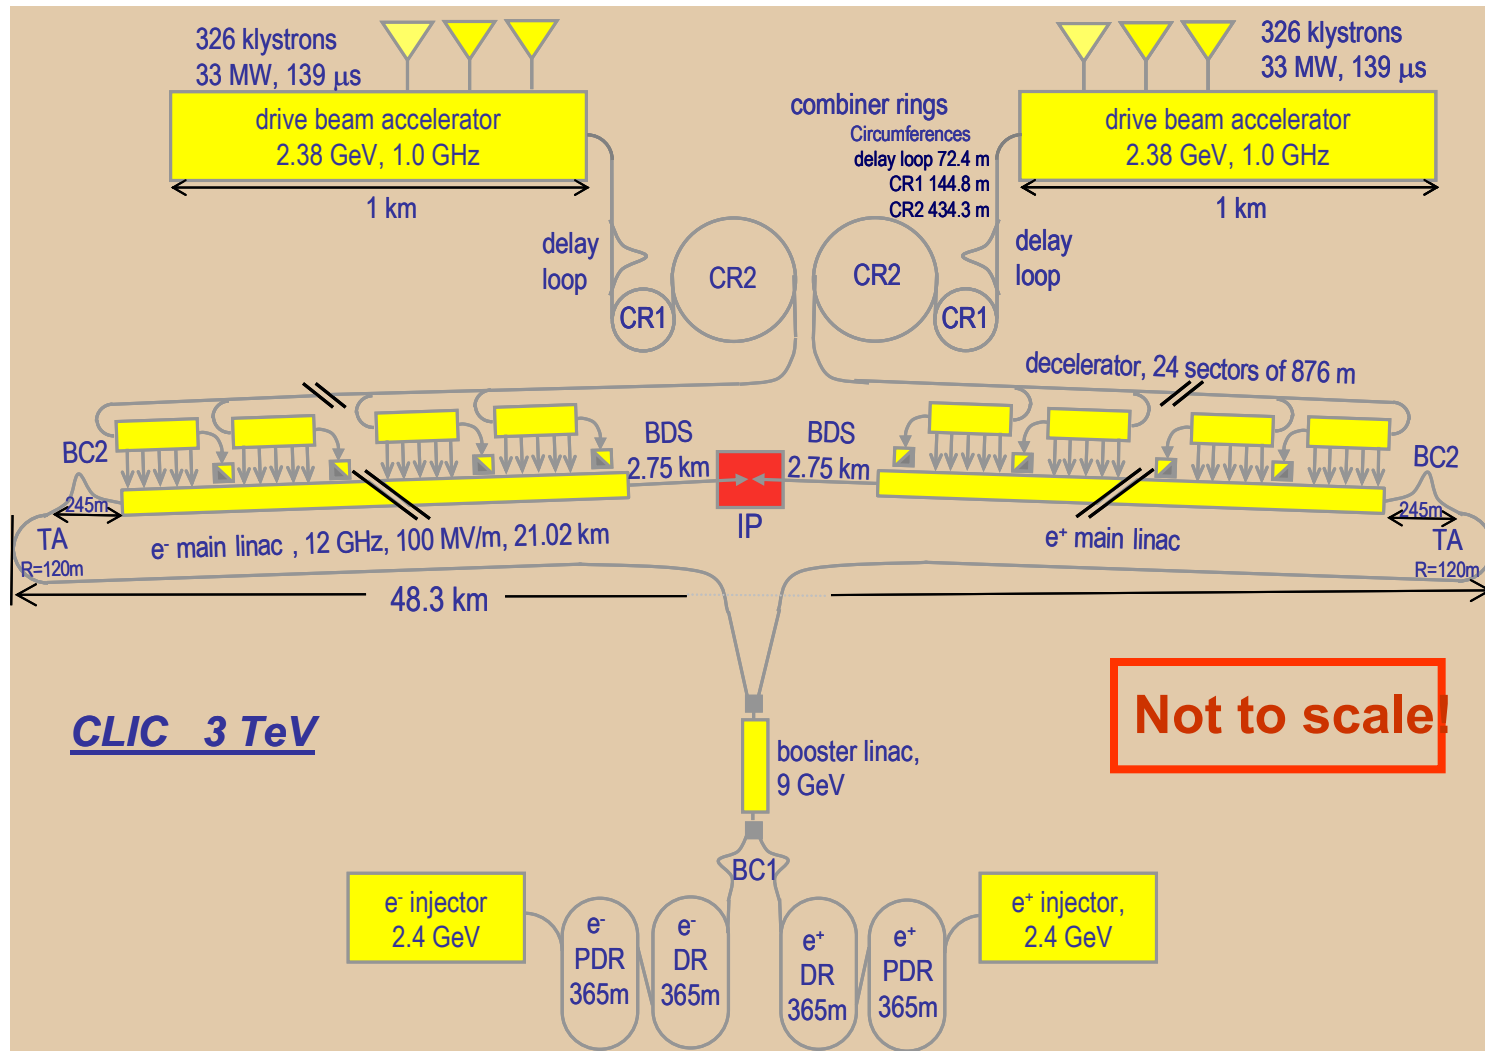 326 klystrons
33 MW, 139 μs
326 klystrons
33 MW, 139 μs
drive beam accelerator
2.38 GeV, 1.0 GHz
combiner rings
Circumferences
delay loop 72.4 m
CR1 144.8 m
CR2 434.3 m
drive beam accelerator
2.38 GeV, 1.0 GHz
1 km
1 km
delay
loop
CR2
CR1
CR2
CR1
delay
loop
decelerator, 24 sectors of 876 m
BC2
BDS
2.75 km
BDS
2.75 km
BC2
245m
245m
IP
TA
R=120m
e- main linac , 12 GHz, 100 MV/m, 21.02 km
e+ main linac
TA
R=120m
48.3 km
CLIC 3 TeV
Not to scale!
booster linac,
9 GeV
BC1
e- injector
2.4 GeV
e-
PDR
365m
e-
DR
365m
e+
DR
365m
e+
PDR
365m
e+ injector,
2.4 GeV